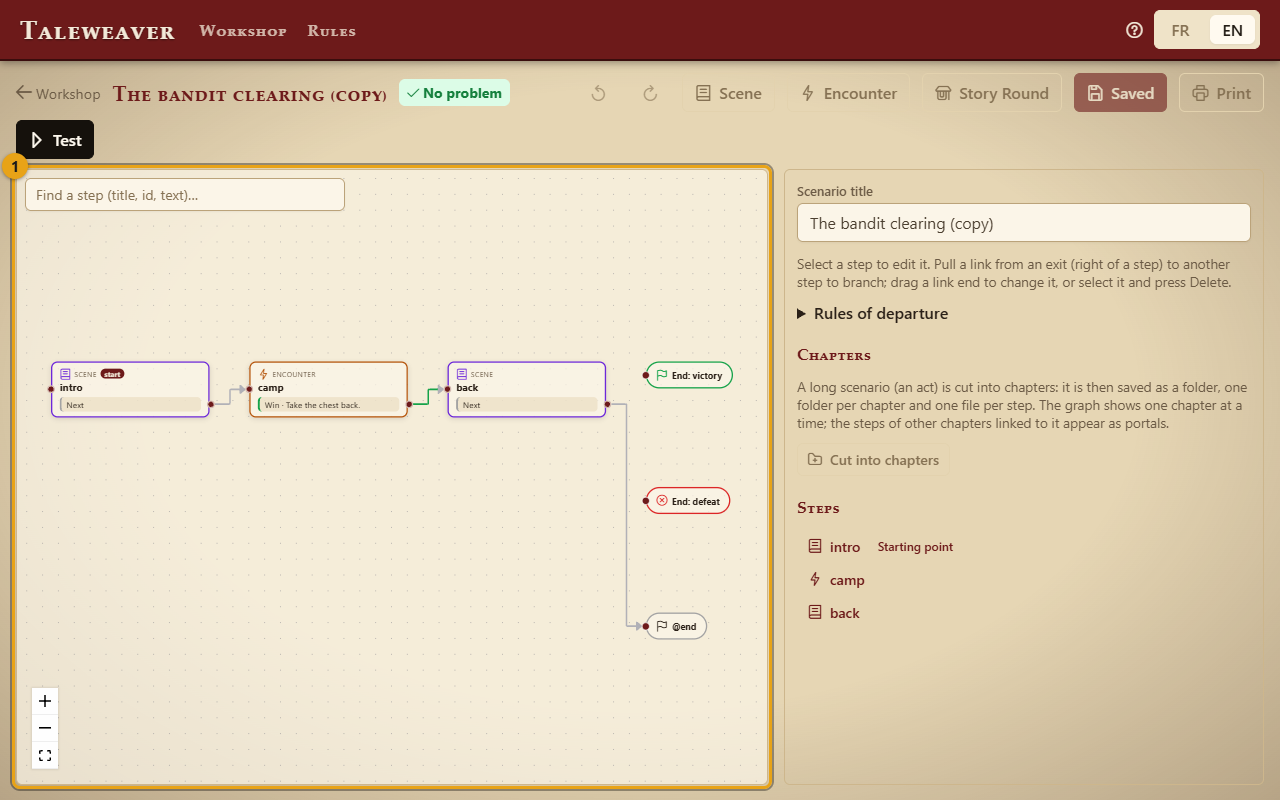 Taleweaver
Workshop
Rules
FR
EN
Workshop
The bandit clearing (copy)
No problem
Scene
Encounter
Story Round
Saved
Print
Test
1
Find a step (title, id, text)...
SCENE
start
intro
Next
ENCOUNTER
camp
Win · Take the chest back.
SCENE
back
Next
End: victory
End: defeat
@end
Scenario title
The bandit clearing (copy)
Select a step to edit it. Pull a link from an exit (right of a step) to another
step to branch; drag a link end to change it, or select it and press Delete.
Rules of departure
Chapters
A long scenario (an act) is cut into chapters: it is then saved as a folder, one
folder per chapter and one file per step. The graph shows one chapter at a
time; the steps of other chapters linked to it appear as portals.
Cut into chapters
Steps
intro
Starting point
camp
back